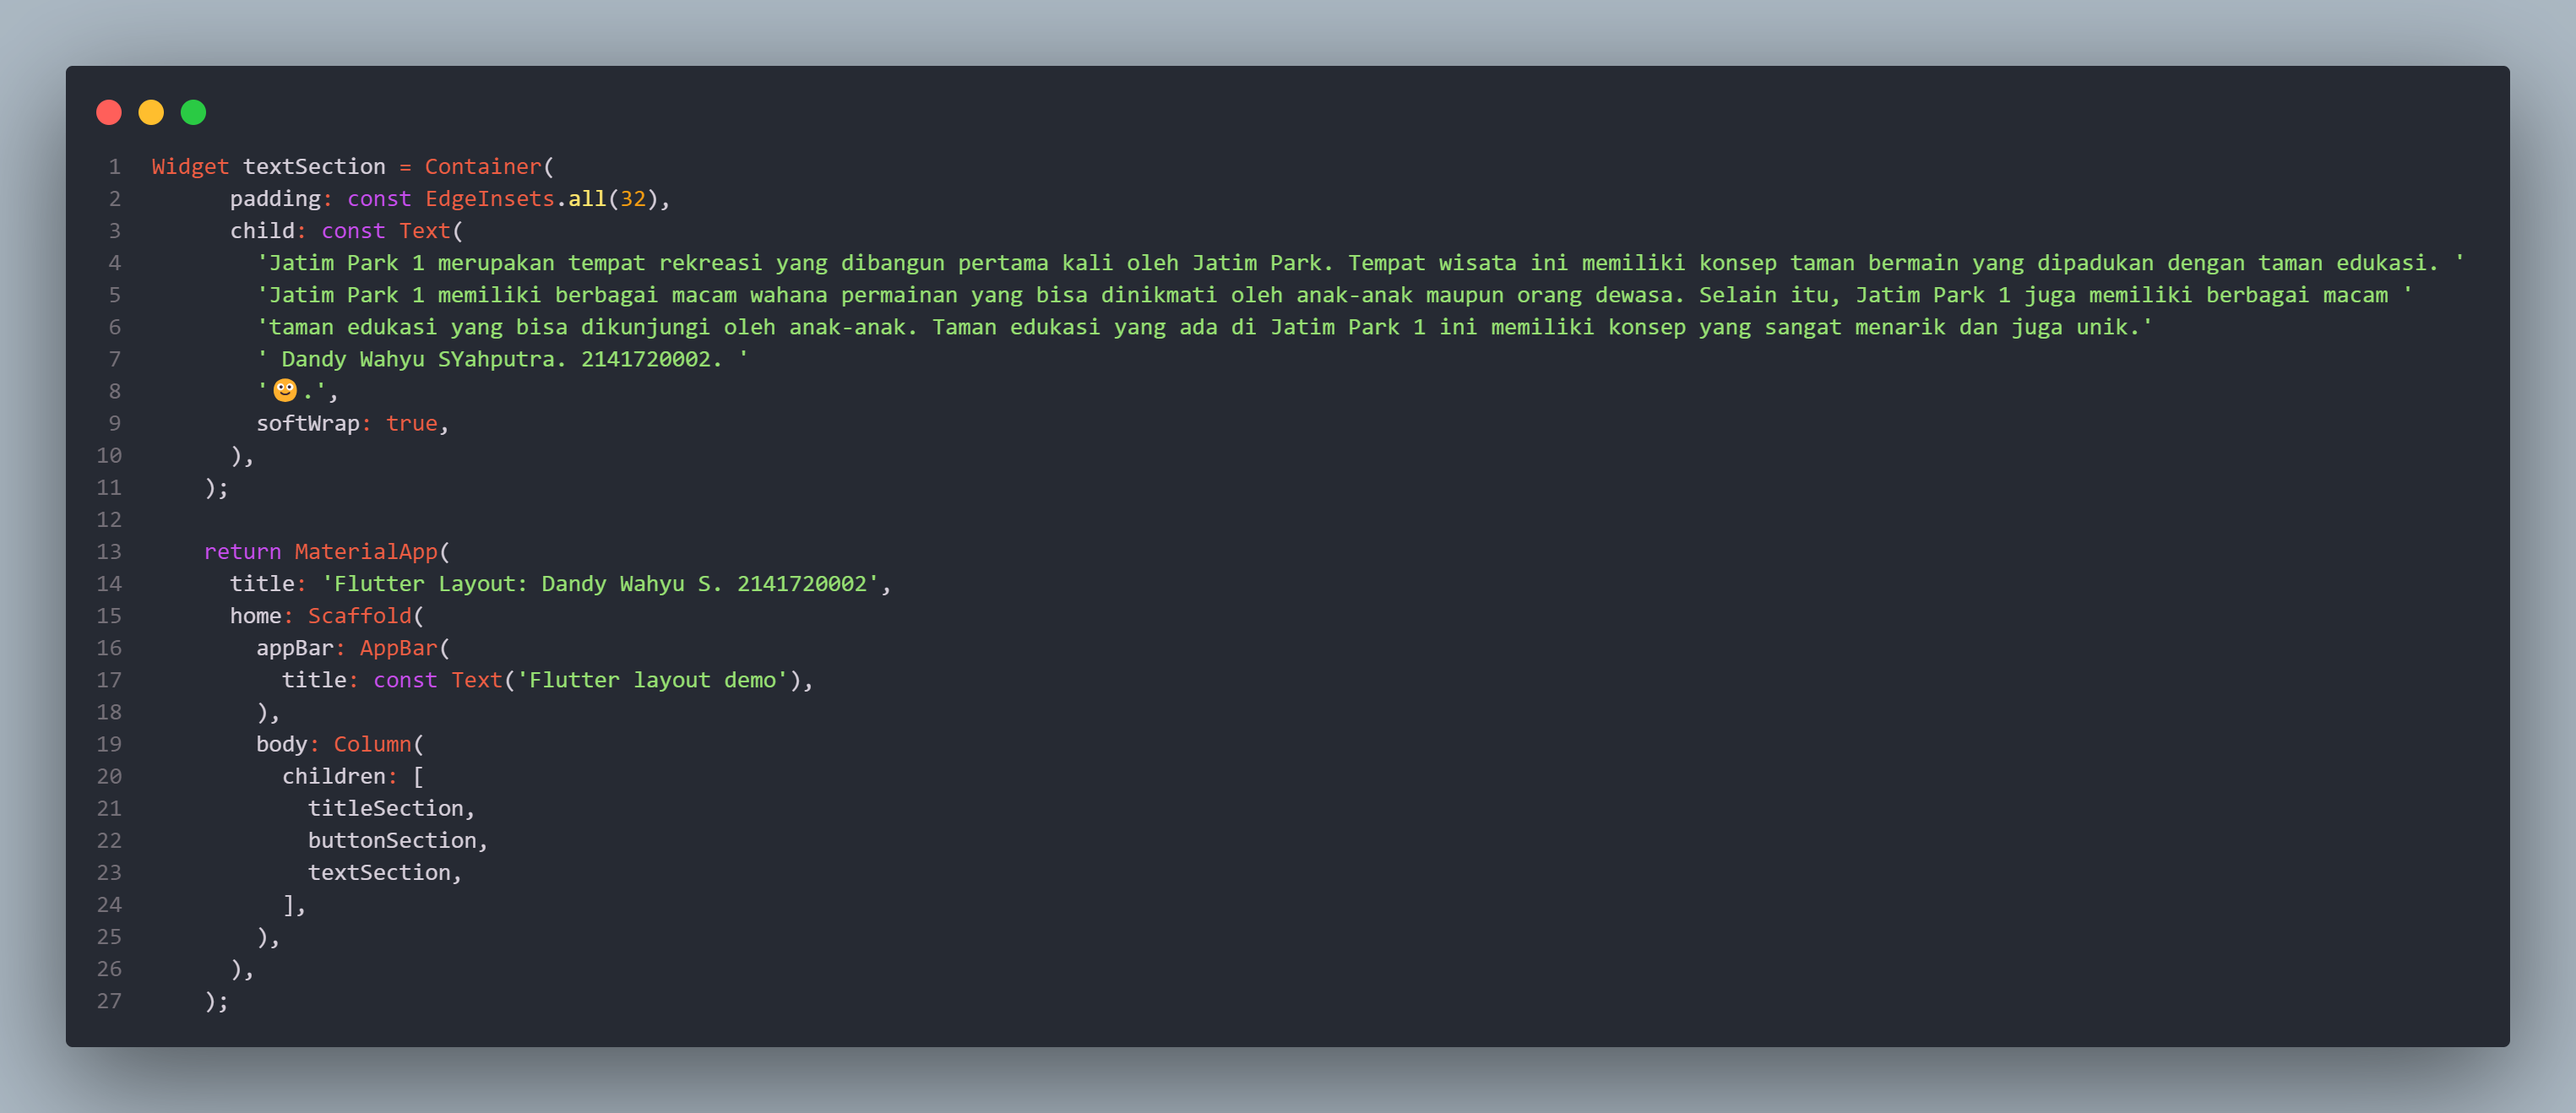 1 Widget textSection = Container(
2       padding: const EdgeInsets.all(32),
3       child: const Text(
4         'Jatim Park 1 merupakan tempat rekreasi yang dibangun pertama kali oleh Jatim Park. Tempat wisata ini memiliki konsep taman bermain yang dipadukan dengan taman edukasi. '
5         'Jatim Park 1 memiliki berbagai macam wahana permainan yang bisa dinikmati oleh anak-anak maupun orang dewasa. Selain itu, Jatim Park 1 juga memiliki berbagai macam '
6         'taman edukasi yang bisa dikunjungi oleh anak-anak. Taman edukasi yang ada di Jatim Park 1 ini memiliki konsep yang sangat menarik dan juga unik.'
7         ' Dandy Wahyu SYahputra. 2141720002. '
8         '🙂.',
9         softWrap: true,
10       ),
11     );
12
13     return MaterialApp(
14       title: 'Flutter Layout: Dandy Wahyu S. 2141720002',
15       home: Scaffold(
16         appBar: AppBar(
17           title: const Text('Flutter layout demo'),
18         ),
19         body: Column(
20           children: [
21             titleSection,
22             buttonSection,
23             textSection,
24           ],
25         ),
26       ),
27     );